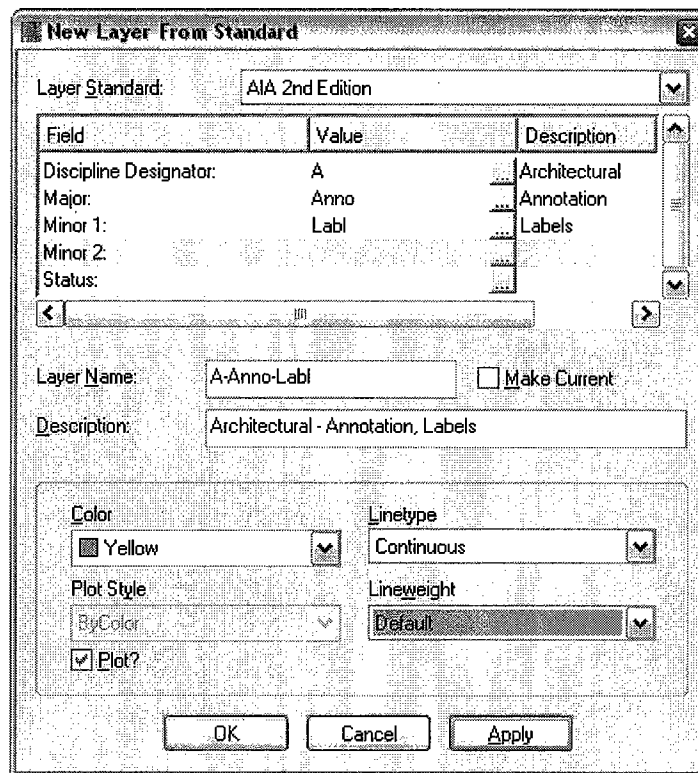 New Layer From Standard
Layer Standard: AIA 2nd Edition
Field Value Description
Discipline Designator: A ... Architectural
Major: Anno ... Annotation
Minor 1: Labl ... Labels
Minor 2: ...
Status: ...
Layer Name: A-Anno-Labl Make Current
Description: Architectural - Annotation, Labels
Color Linetype
Yellow Continuous
Plot Style Lineweight
ByColor Default
Plot?
OK Cancel Apply